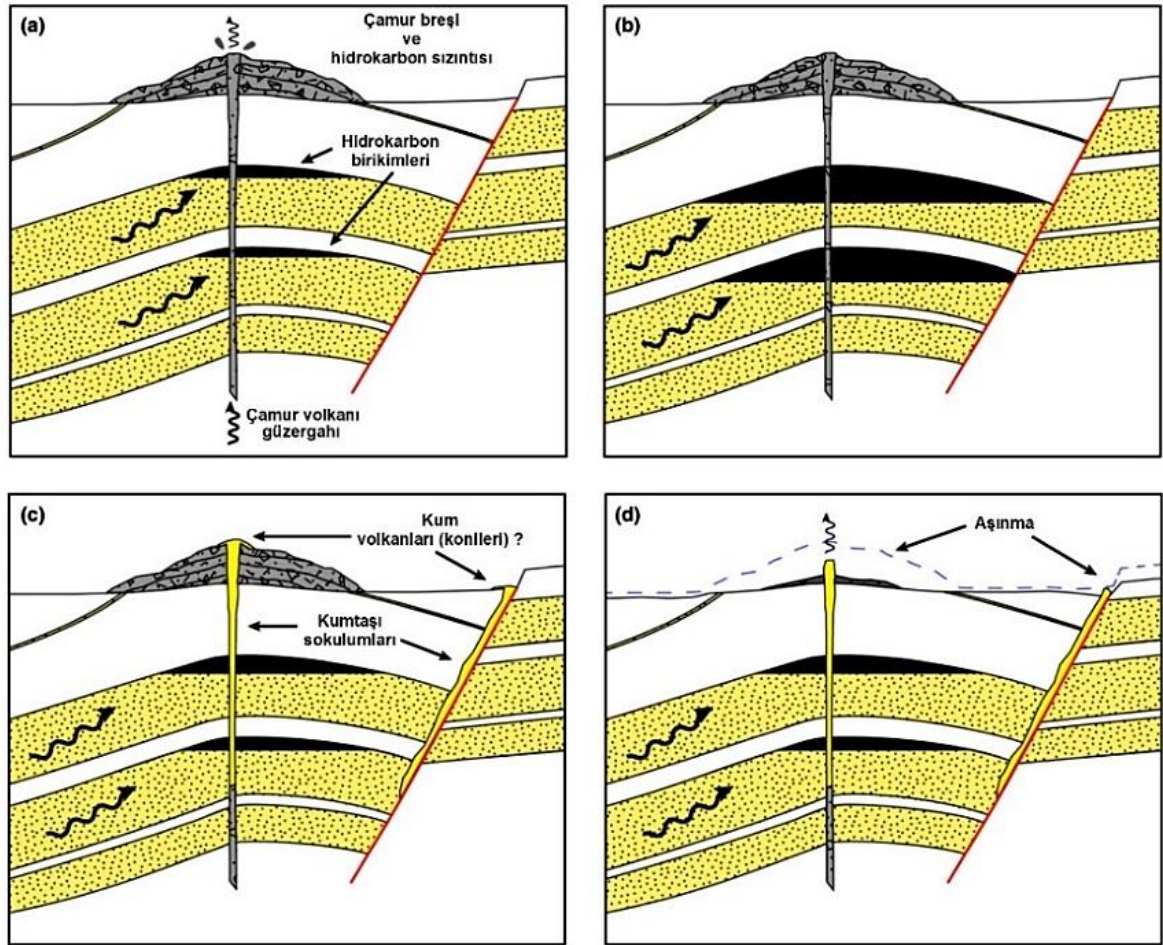 (a)
Çamur breşi
ve
hidrokarbon sızıntısı
Hidrokarbon
birikimleri
Çamur volkanı
güzergahı
(b)
(c)
Kum
volkanları (konileri) ?
Kumtaşı
sokulumları
(d)
Aşınma